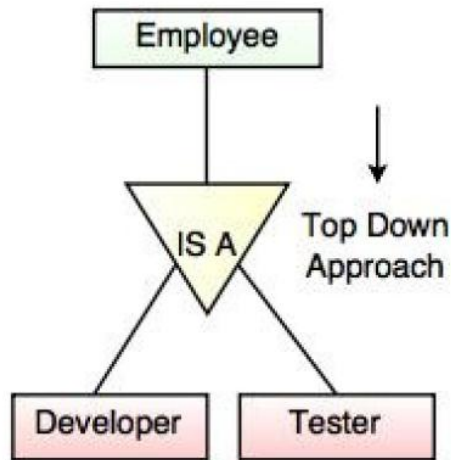 Employee
IS A
Top Down
Approach
Developer
Tester